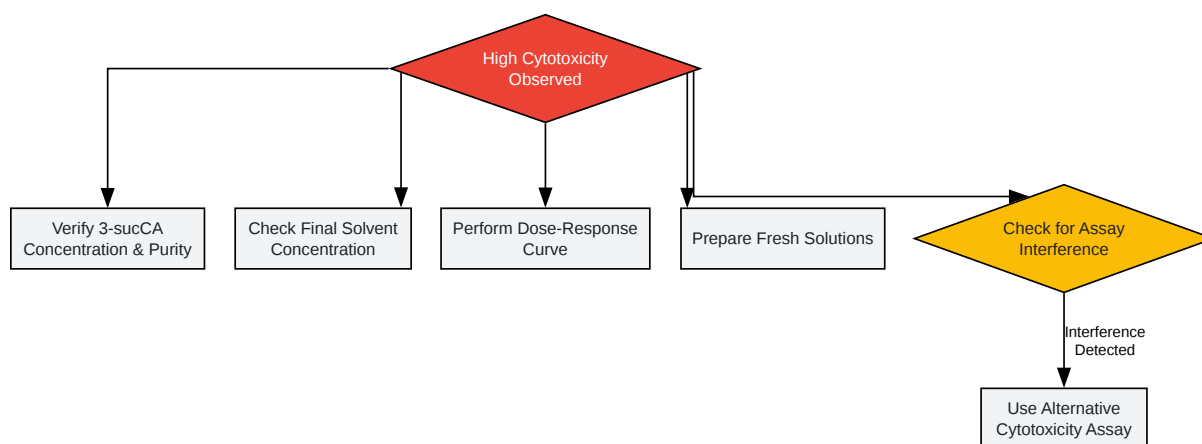 High Cytotoxicity
Observed
Verify 3-sucCA
Concentration & Purity
Check Final Solvent
Concentration
Perform Dose-Response
Curve
Prepare Fresh Solutions
Check for Assay
Interference
Interference
Detected
Use Alternative
Cytotoxicity Assay